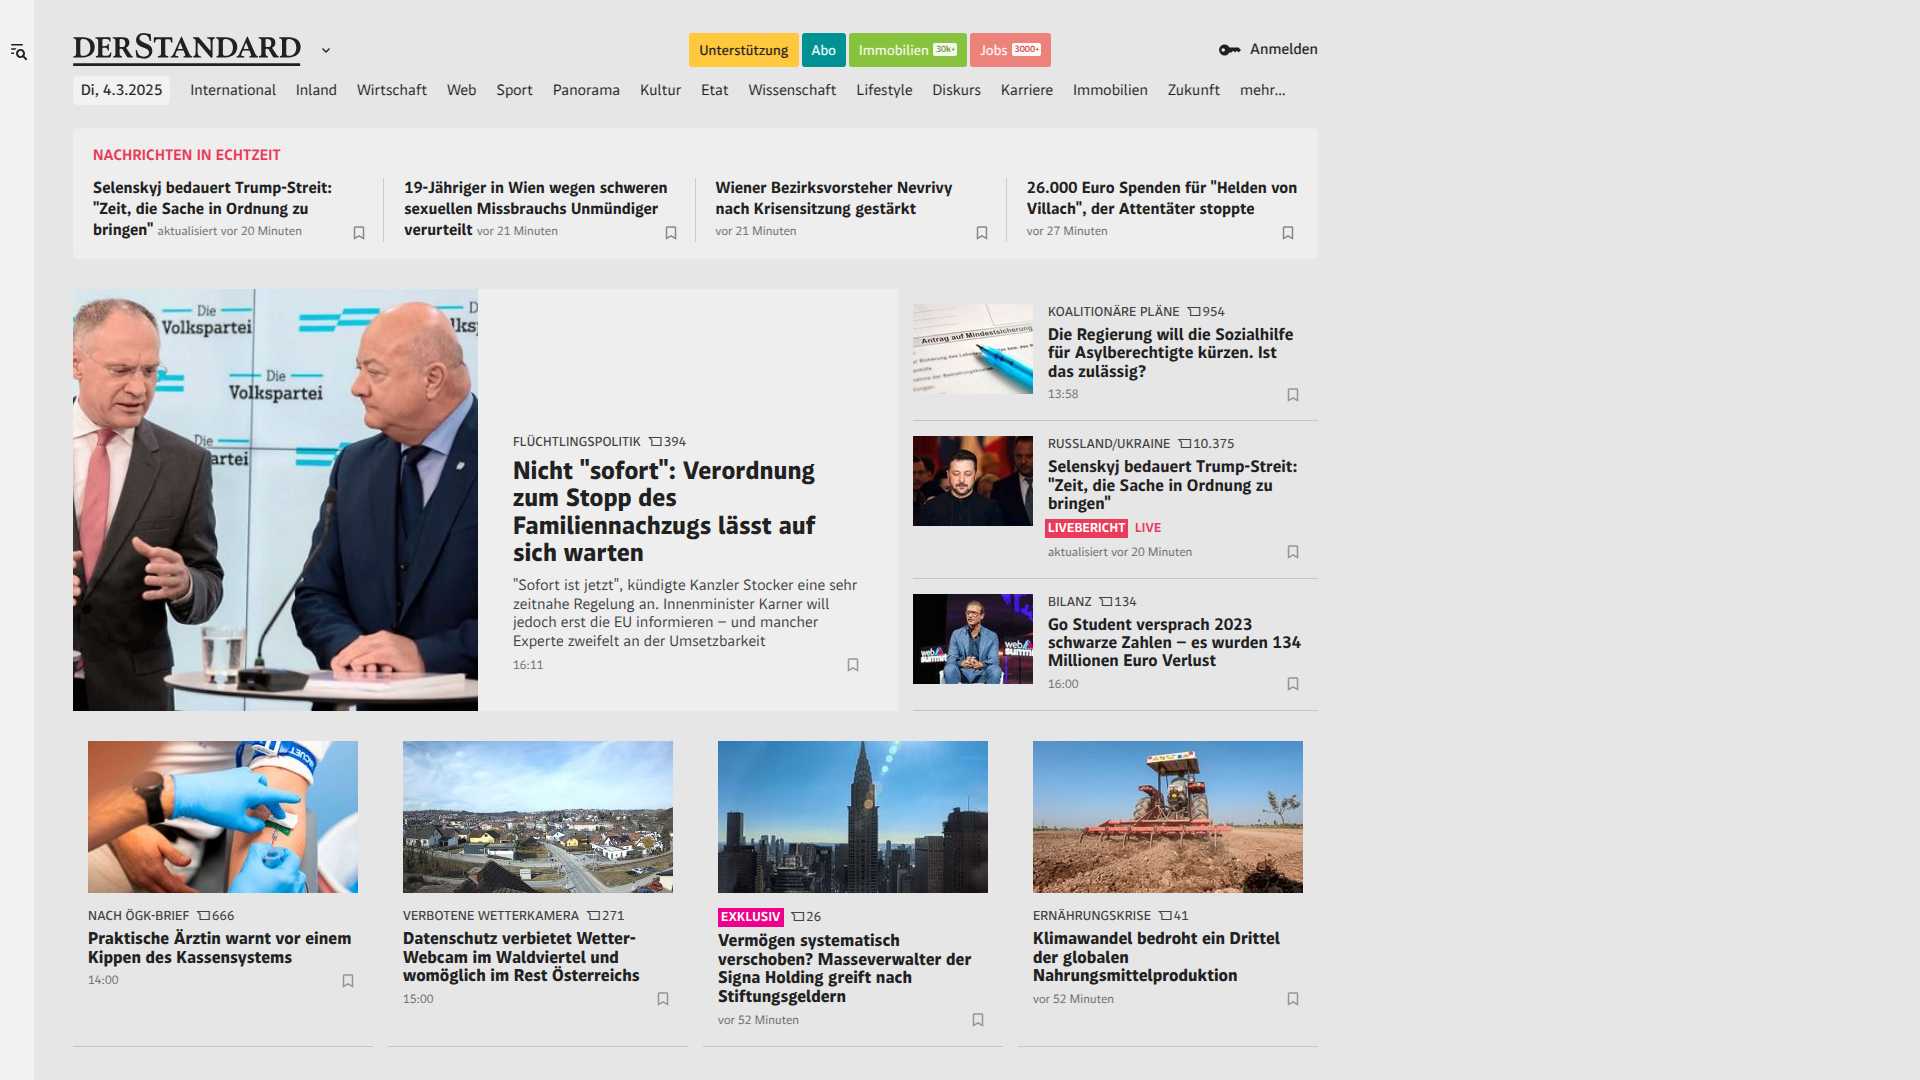 DERSTANDARD
Unterstützung
Abo
Immobilien 30k+
Jobs 3000+
Anmelden
Di, 4.3.2025
International
Inland
Wirtschaft
Web
Sport
Panorama
Kultur
Etat
Wissenschaft
Lifestyle
Diskurs
Karriere
Immobilien
Zukunft
mehr...
NACHRICHTEN IN ECHTZEIT
Selenskyj bedauert Trump-Streit:
"Zeit, die Sache in Ordnung zu
bringen" aktualisiert vor 20 Minuten
19-Jähriger in Wien wegen schweren
sexuellen Missbrauchs Unmündiger
verurteilt vor 21 Minuten
Wiener Bezirksvorsteher Nevrivy
nach Krisensitzung gestärkt
vor 21 Minuten
26.000 Euro Spenden für "Helden von
Villach", der Attentäter stoppte
vor 27 Minuten
Die
Volkspartei
Die
Volkspartei
Die
artei
FLÜCHTLINGSPOLITIK 394
Nicht "sofort": Verordnung
zum Stopp des
Familiennachzugs lässt auf
sich warten
"Sofort ist jetzt", kündigte Kanzler Stocker eine sehr
zeitnahe Regelung an. Innenminister Karner will
jedoch erst die EU informieren – und mancher
Experte zweifelt an der Umsetzbarkeit
16:11
Antrag auf Mindestsicherung
KOALITIONÄRE PLÄNE 954
Die Regierung will die Sozialhilfe
für Asylberechtigte kürzen. Ist
das zulässig?
13:58
RUSSLAND/UKRAINE 10.375
Selenskyj bedauert Trump-Streit:
"Zeit, die Sache in Ordnung zu
bringen"
LIVEBERICHT LIVE
aktualisiert vor 20 Minuten
web
summit
web
summ
BILANZ 134
Go Student versprach 2023
schwarze Zahlen – es wurden 134
Millionen Euro Verlust
16:00
NACH ÖGK-BRIEF 666
Praktische Ärztin warnt vor einem
Kippen des Kassensystems
14:00
VERBOTENE WETTERKAMERA 271
Datenschutz verbietet Wetter-
Webcam im Waldviertel und
womöglich im Rest Österreichs
15:00
EXKLUSIV 26
Vermögen systematisch
verschoben? Masseverwalter der
Signa Holding greift nach
Stiftungsgeldern
vor 52 Minuten
ERNÄHRUNGSKRISE 41
Klimawandel bedroht ein Drittel
der globalen
Nahrungsmittelproduktion
vor 52 Minuten